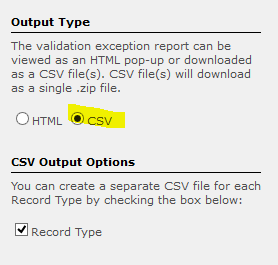 Output Type
The validation exception report can be
viewed as an HTML pop-up or downloaded
as a CSV file(s). CSV file(s) will download
as a single .zip file.
HTML CSV
CSV Output Options
You can create a separate CSV file for each
Record Type by checking the box below:
Record Type